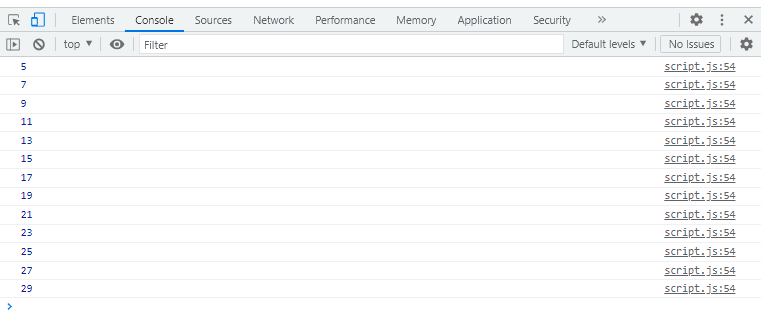 Elements Console Sources Network Performance Memory Application Security »
top ▼ Filter Default levels ▼ No Issues
5 script.js:54
7 script.js:54
9 script.js:54
11 script.js:54
13 script.js:54
15 script.js:54
17 script.js:54
19 script.js:54
21 script.js:54
23 script.js:54
25 script.js:54
27 script.js:54
29 script.js:54
>